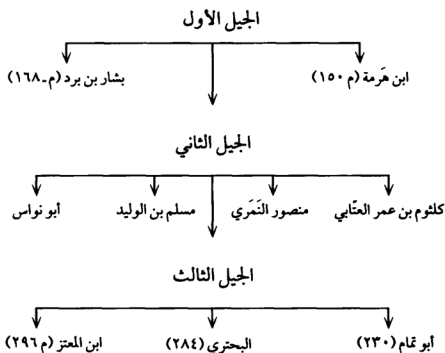 الجيل الأول
ابن هَرمة (م ١٥٠) بشار بن برد (مـ١٦٨)
الجيل الثاني
كلثوم بن عمر العتّابي منصور النَمَري مسلم بن الوليد أبو نواس
الجيل الثالث
أبو تمام (٢٣٠) البحتري (٢٨٤) ابن المعتز (م ٢٩٦)